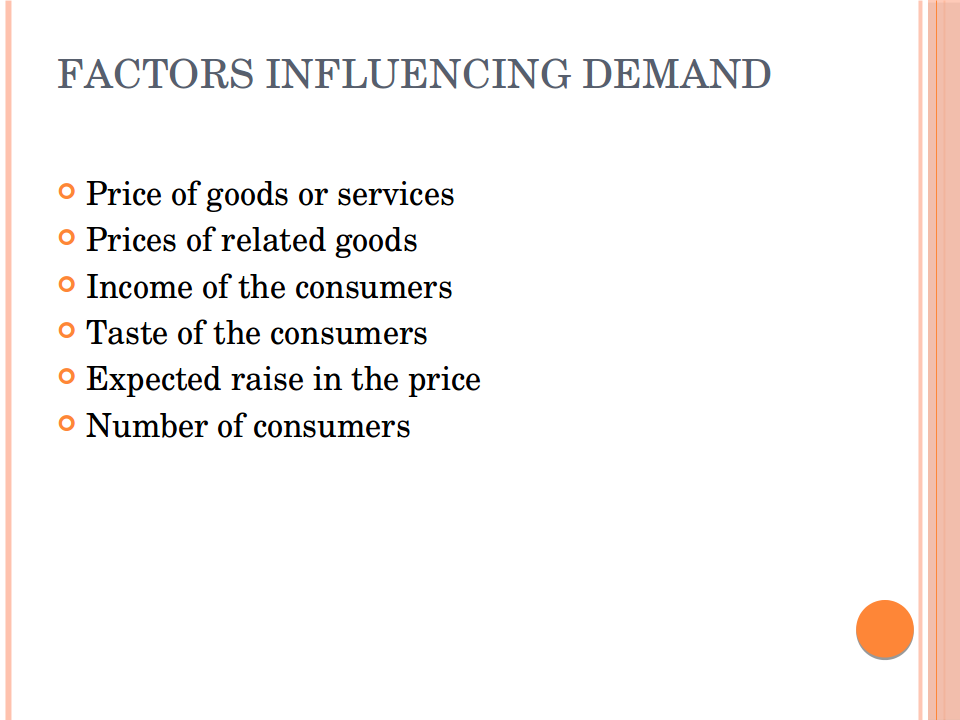 FACTORS INFLUENCING DEMAND
Price of goods or services
Prices of related goods
Income of the consumers
Taste of the consumers
Expected raise in the price
Number of consumers